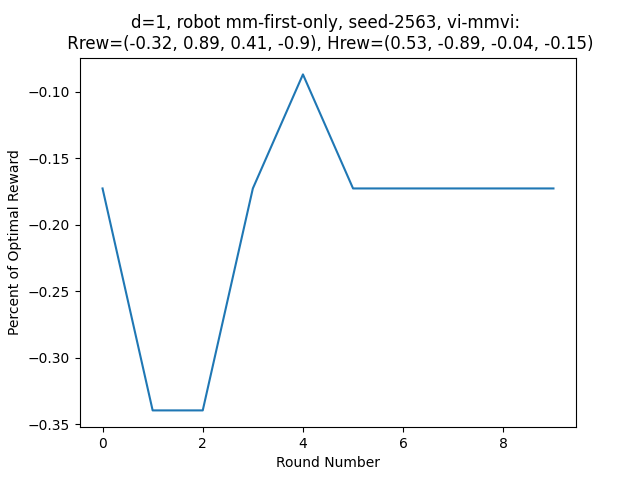 d=1, robot mm-first-only, seed-2563, vi-mmvi:
Rrew=(-0.32, 0.89, 0.41, -0.9), Hrew=(0.53, -0.89, -0.04, -0.15)
Percent of Optimal Reward
−0.10
−0.15
−0.20
−0.25
−0.30
−0.35
0 2 4 6 8
Round Number